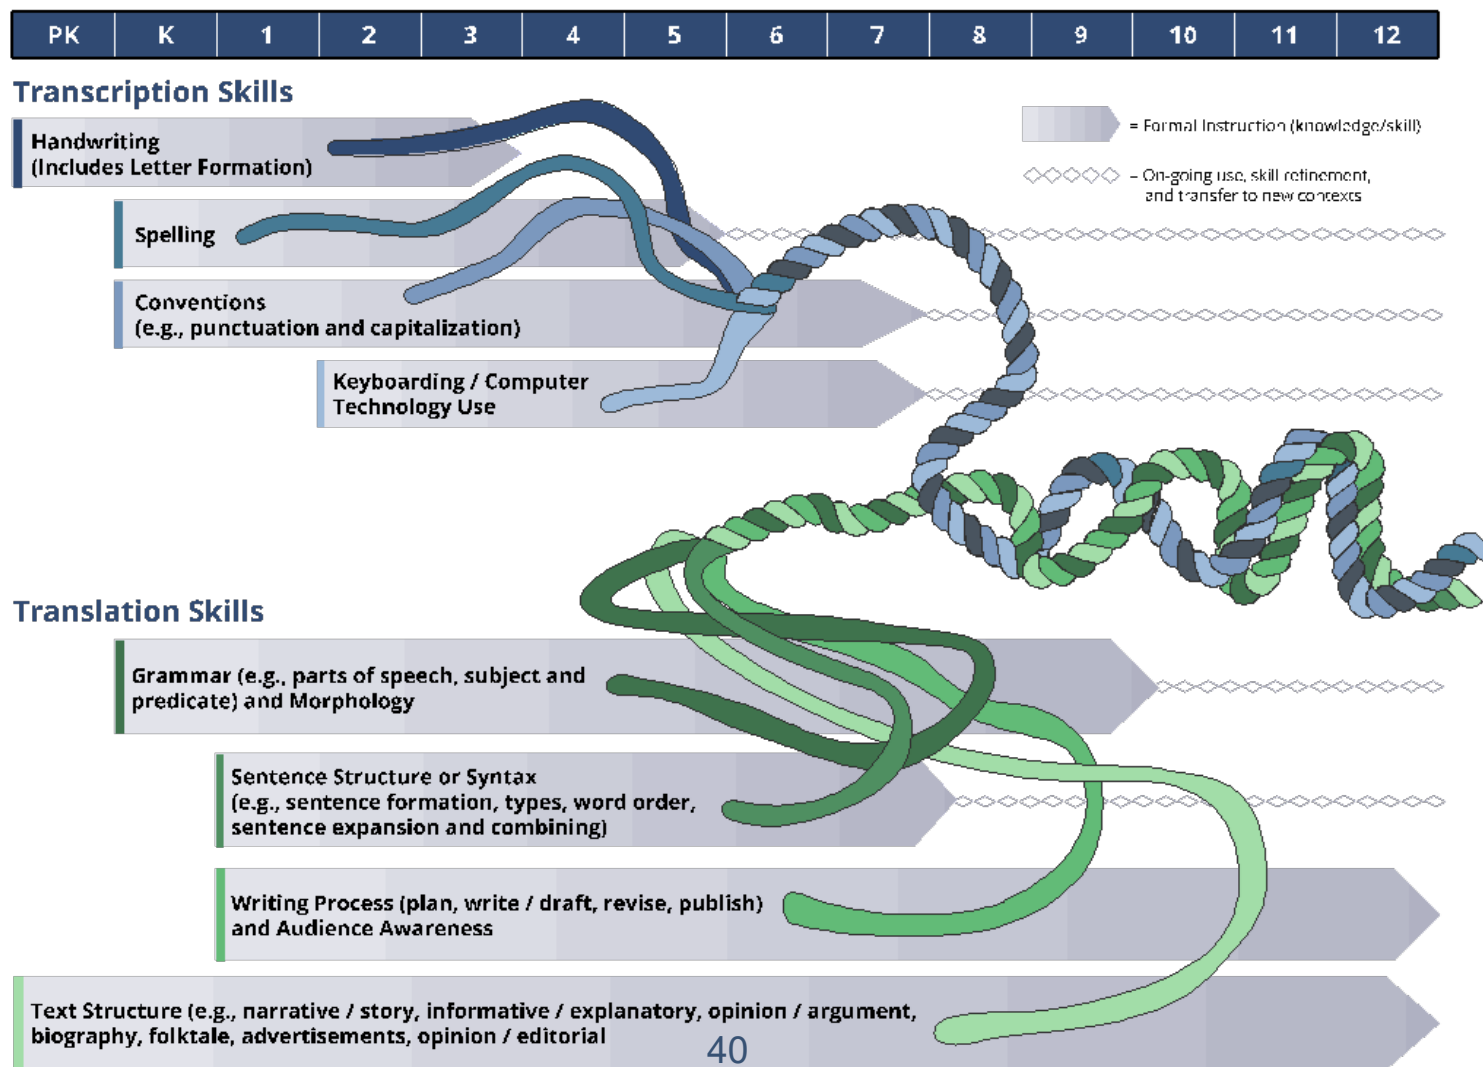 PK K 1 2 3 4 5 6 7 8 9 10 11 12
Transcription Skills
Handwriting
(Includes Letter Formation)
= Formal Instruction (knowledge/skill)
– On-going use, skill refinement,
and transfer to new contexts
Spelling
Conventions
(e.g., punctuation and capitalization)
Keyboarding / Computer
Technology Use
Translation Skills
Grammar (e.g., parts of speech, subject and
predicate) and Morphology
Sentence Structure or Syntax
(e.g., sentence formation, types, word order,
sentence expansion and combining)
Writing Process (plan, write / draft, revise, publish)
and Audience Awareness
Text Structure (e.g., narrative / story, informative / explanatory, opinion / argument,
biography, folktale, advertisements, opinion / editorial
40